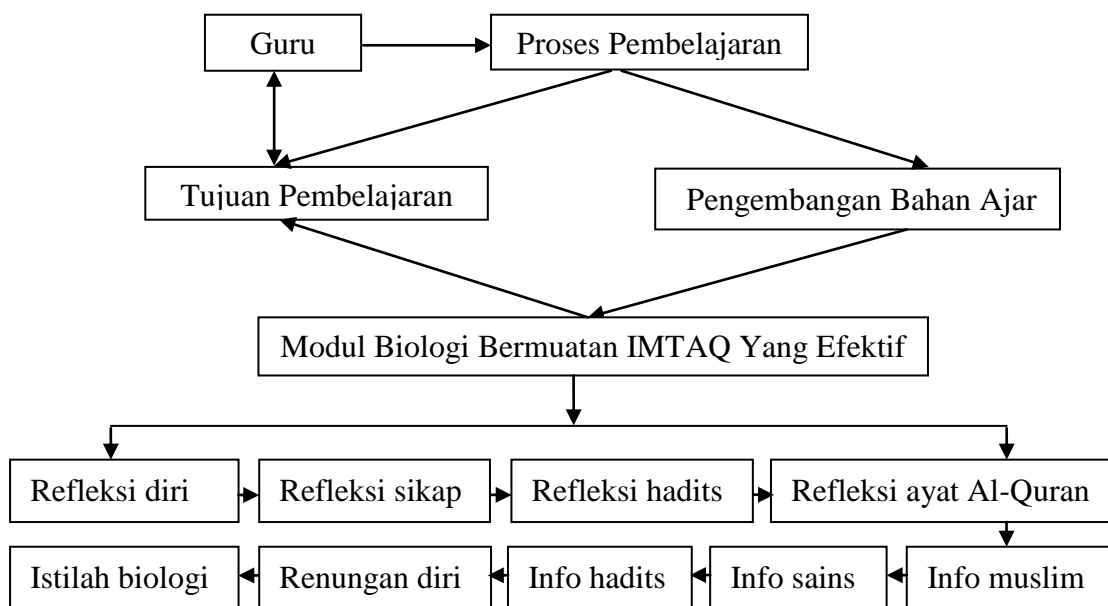 Guru
Proses Pembelajaran
Tujuan Pembelajaran
Pengembangan Bahan Ajar
Modul Biologi Bermuatan IMTAQ Yang Efektif
Refleksi diri
Refleksi sikap
Refleksi hadits
Refleksi ayat Al-Quran
Istilah biologi
Renungan diri
Info hadits
Info sains
Info muslim